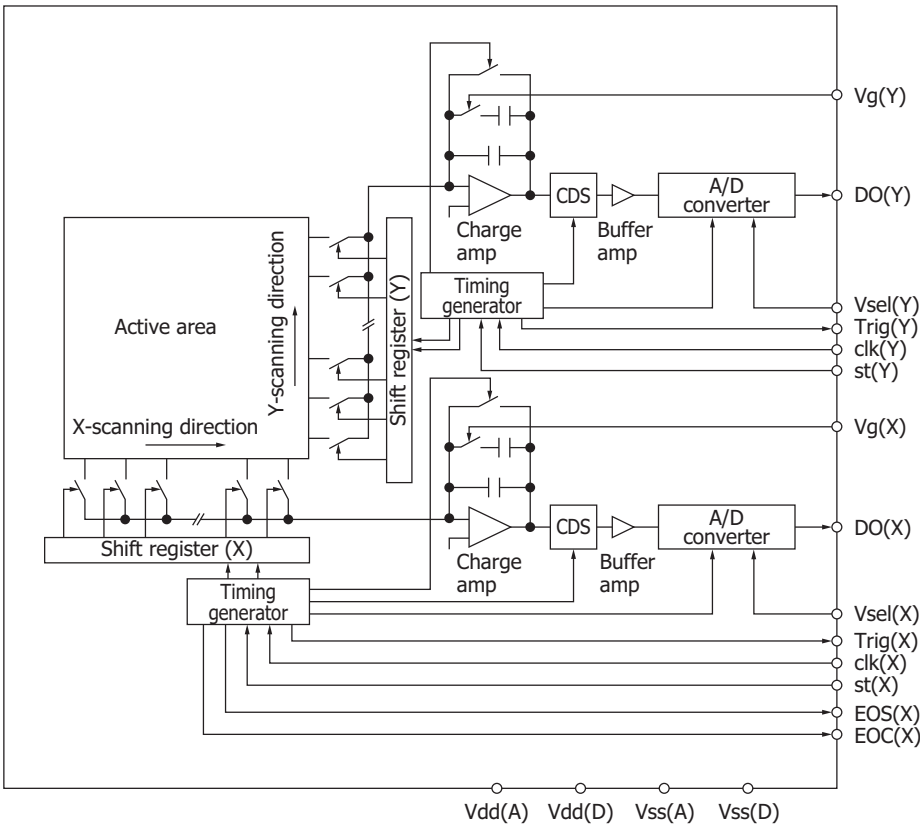 Vg(Y)
CDS
A/D
converter
DO(Y)
Charge
amp
Buffer
amp
Active area
Y-scanning direction
X-scanning direction
Shift register (Y)
Timing
generator
Vsel(Y)
Trig(Y)
clk(Y)
st(Y)
Vg(X)
CDS
A/D
converter
DO(X)
Charge
amp
Buffer
amp
Shift register (X)
Timing
generator
Vsel(X)
Trig(X)
clk(X)
st(X)
EOS(X)
EOC(X)
Vdd(A) Vdd(D) Vss(A) Vss(D)